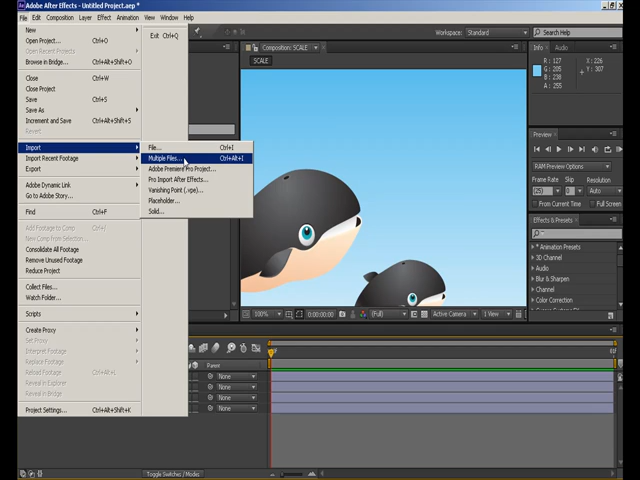 Adobe After Effects - Untitled Project.aep *
File Edit Composition Layer Effect Animation View Window Help
Workspace: Standard
Search Help
New
Open Project... Ctrl+O
Open Recent Projects
Browse in Bridge... Ctrl+Alt+Shift+O
Close Ctrl+W
Close Project
Save Ctrl+S
Save As
Increment and Save Ctrl+Alt+Shift+S
Revert
Import
Import Recent Footage
Export
Adobe Dynamic Link
Go to Adobe Story...
Find Ctrl+F
Add Footage to Comp Ctrl+/
New Comp from Selection...
Consolidate All Footage
Remove Unused Footage
Reduce Project
Collect Files...
Watch Folder...
Scripts
Create Proxy
Set Proxy
Interpret Footage
Replace Footage
Reload Footage Ctrl+Alt+L
Reveal in Explorer
Reveal in Bridge
Project Settings... Ctrl+Alt+Shift+K
Exit Ctrl+Q
File... Ctrl+I
Multiple Files... Ctrl+Alt+I
Adobe Premiere Pro Project...
Pro Import After Effects...
Vanishing Point (.vpe)...
Placeholder...
Solid...
Composition: SCALE
SCALE
100%
0:00:00:00
(Full)
Active Camera
1 View
Info Audio
R: 127
G: 205
B: 238
A: 255
X: 226
Y: 307
Preview
RAM Preview Options
Frame Rate Skip Resolution
0
Auto
From Current Time Full Screen
Effects & Presets
* Animation Presets
3D Channel
Audio
Blur & Sharpen
Channel
Color Correction
Parent
None
None
None
None
Toggle Switches / Modes